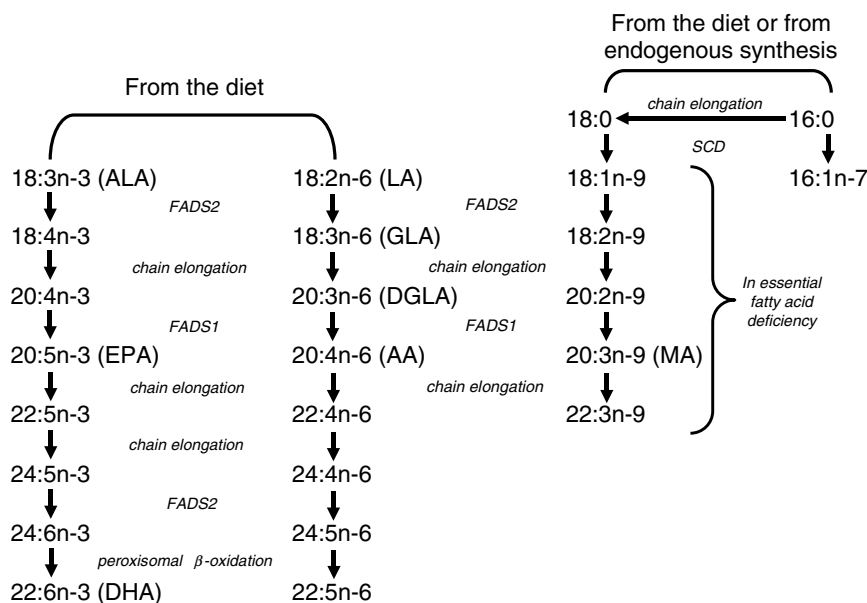 From the diet or from
endogenous synthesis
From the diet
18:0
chain elongation
16:0
SCD
18:3n-3 (ALA)
18:2n-6 (LA)
18:1n-9
16:1n-7
FADS2
FADS2
18:4n-3
18:3n-6 (GLA)
18:2n-9
chain elongation
chain elongation
In essential
fatty acid
deficiency
20:4n-3
20:3n-6 (DGLA)
20:2n-9
FADS1
FADS1
20:5n-3 (EPA)
20:4n-6 (AA)
20:3n-9 (MA)
chain elongation
chain elongation
22:5n-3
22:4n-6
22:3n-9
chain elongation
24:5n-3
24:4n-6
FADS2
24:6n-3
24:5n-6
peroxisomal β-oxidation
22:6n-3 (DHA)
22:5n-6